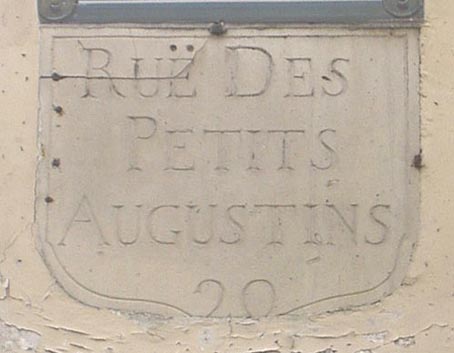 RUË DES
PETITS
AUGUSTINS
20